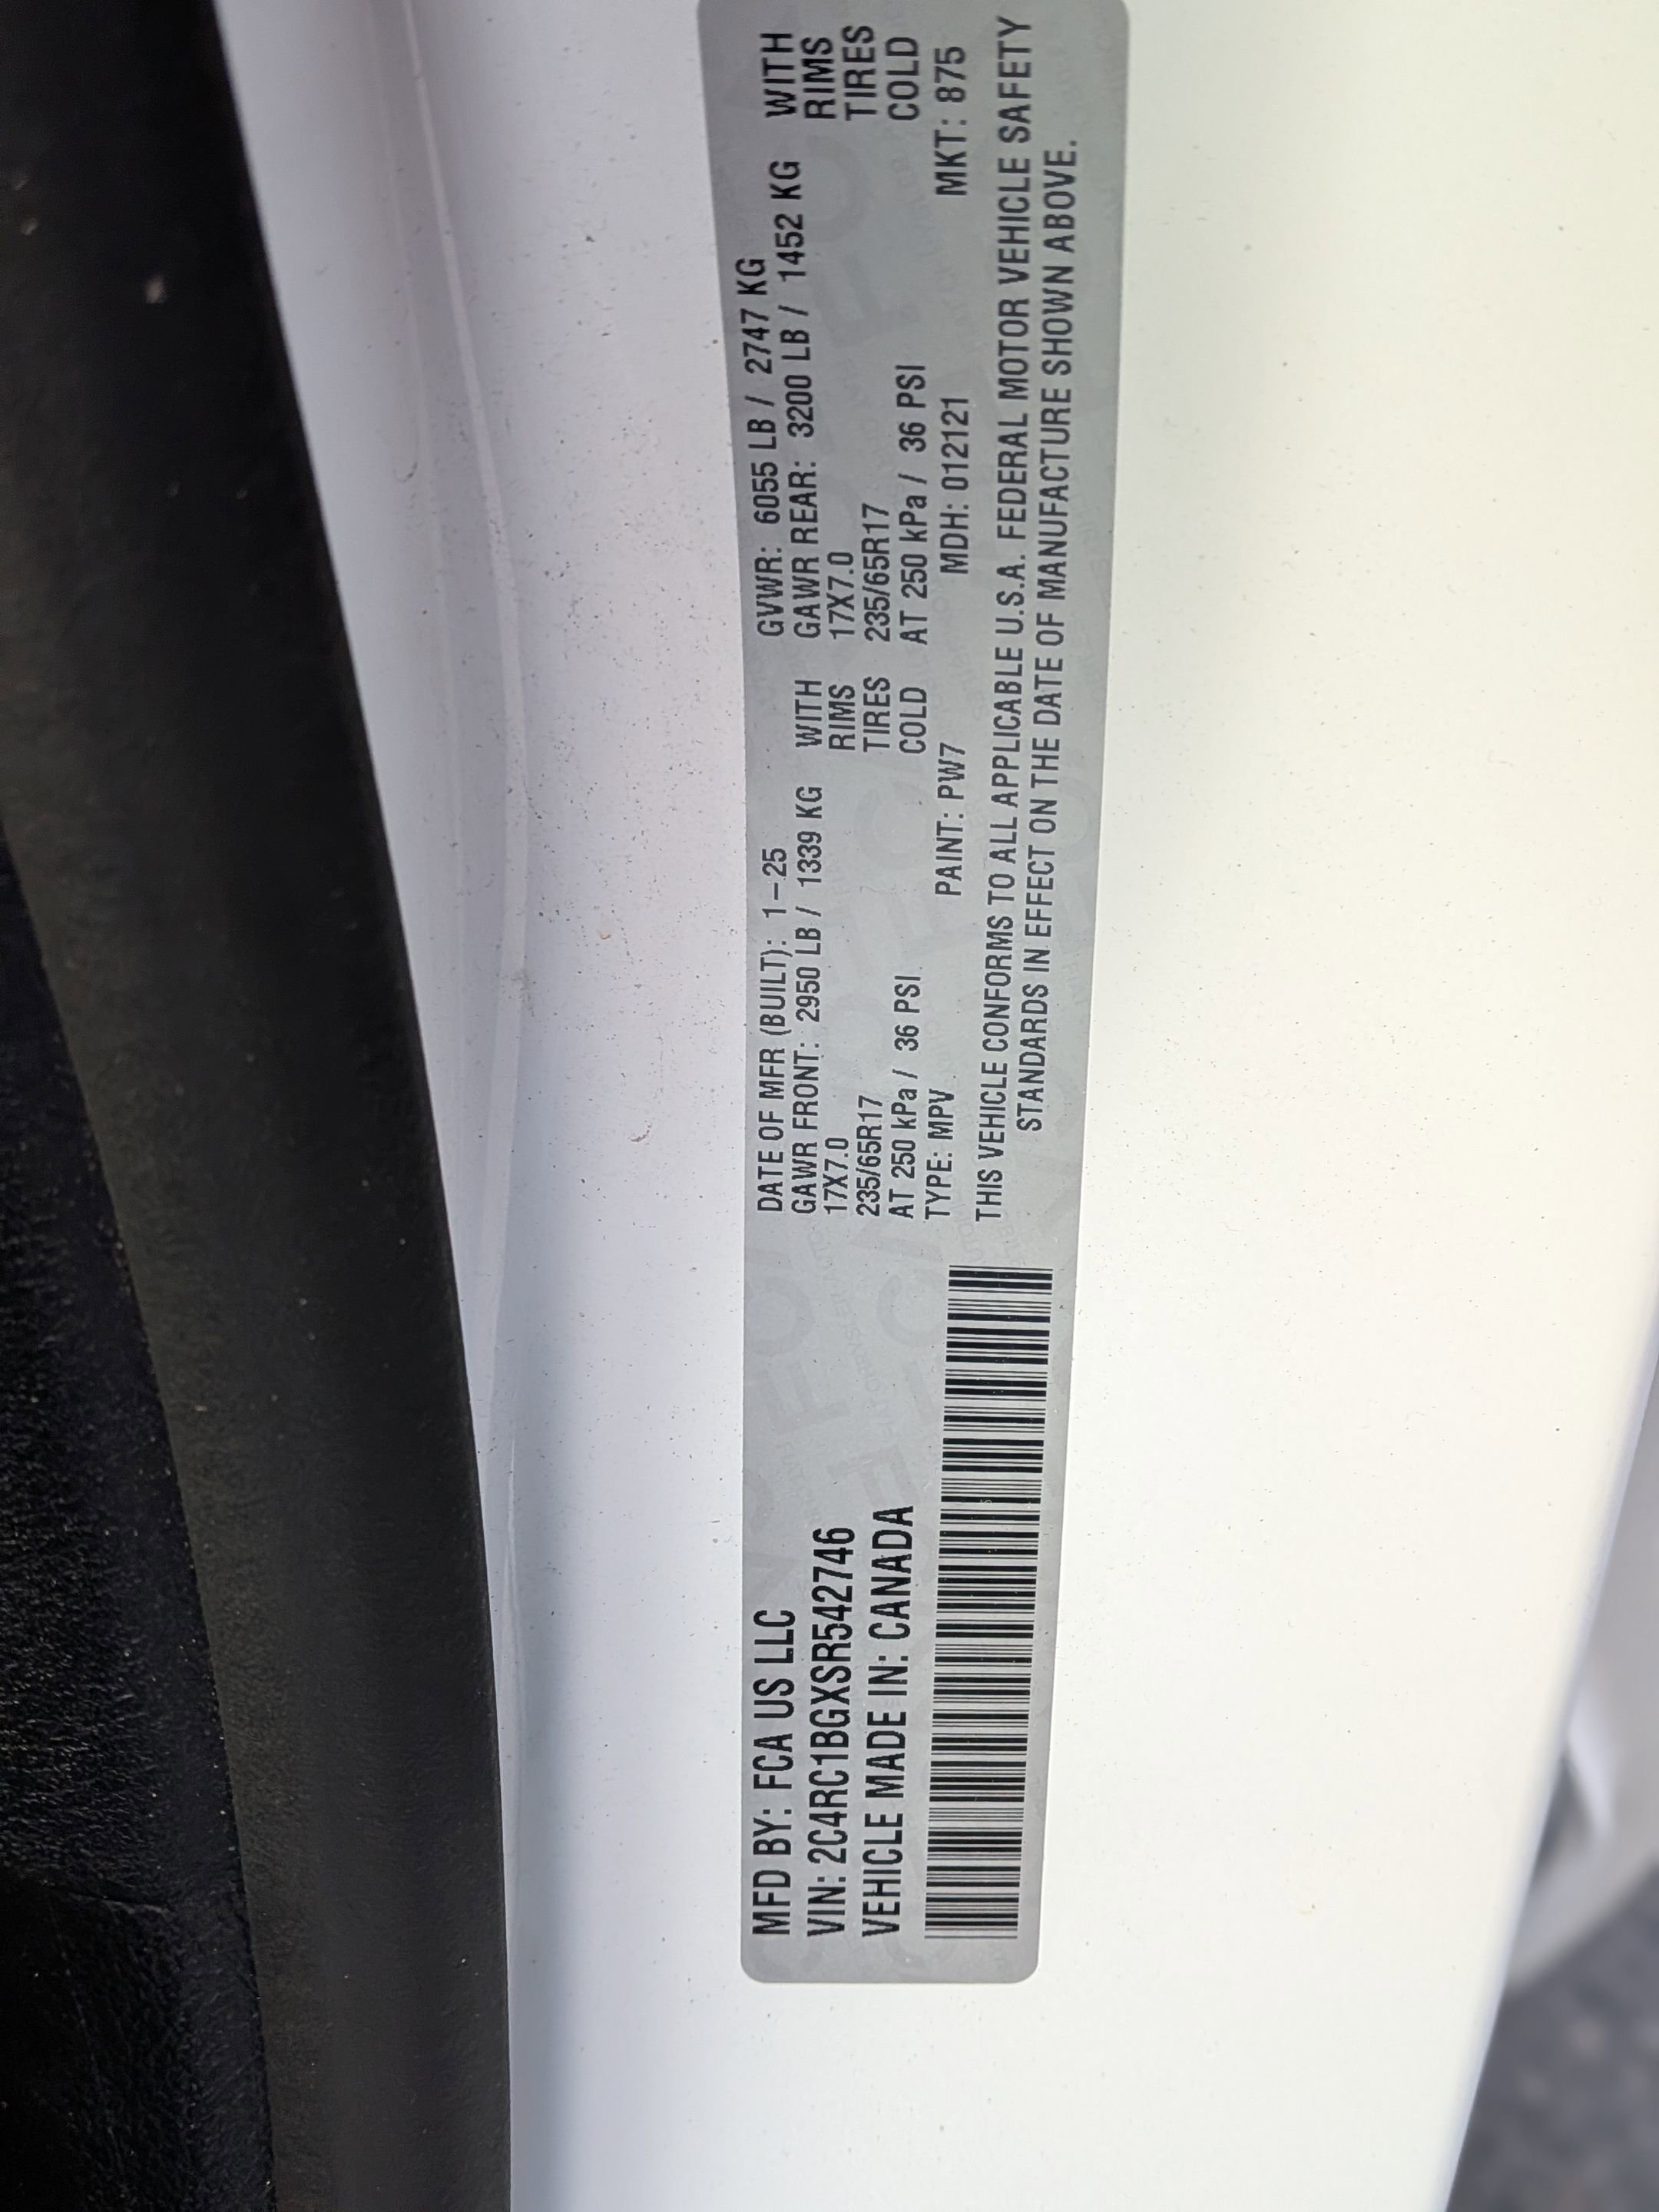 MFD BY: FCA US LLC
VIN: 2C4RC1BGXSR542746
VEHICLE MADE IN: CANADA
DATE OF MFR (BUILT): 1-25 GVWR: 6055 LB / 2747 KG
GAWR FRONT: 2950 LB / 1339 KG WITH GAWR REAR: 3200 LB / 1452 KG WITH
17X7.0 RIMS 17X7.0 RIMS
235/65R17 TIRES 235/65R17 TIRES
AT 250 kPa / 36 PSI COLD AT 250 kPa / 36 PSI COLD
TYPE: MPV PAINT: PW7 MDH: 012121 MKT: 875
THIS VEHICLE CONFORMS TO ALL APPLICABLE U.S.A. FEDERAL MOTOR VEHICLE SAFETY
STANDARDS IN EFFECT ON THE DATE OF MANUFACTURE SHOWN ABOVE.